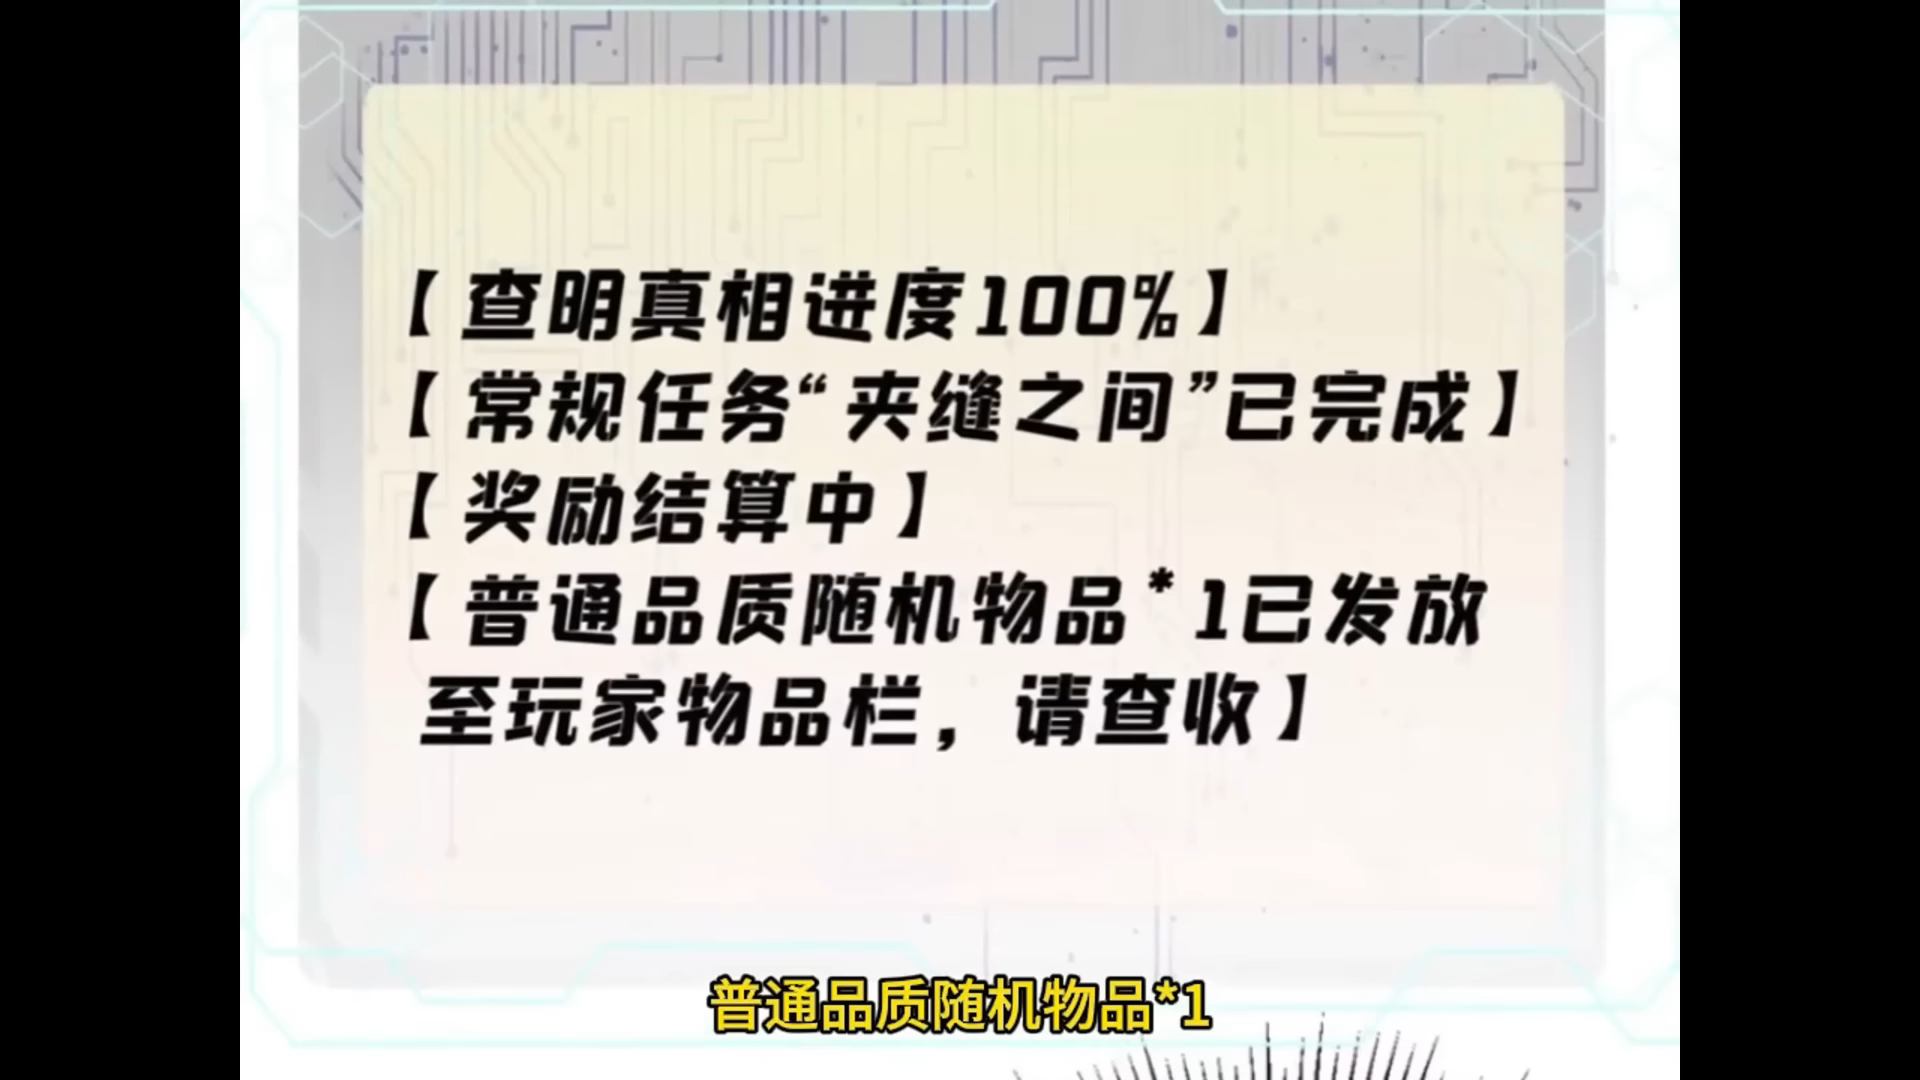 【查明真相进度100%】
【常规任务“夹缝之间”已完成】
【奖励结算中】
【普通品质随机物品*1已发放
至玩家物品栏，请查收】
普通品质随机物品*1